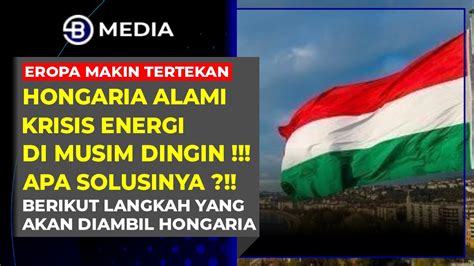 B MEDIA
EROPA MAKIN TERTEKAN
HONGARIA ALAMI
KRISIS ENERGI
DI MUSIM DINGIN !!!
APA SOLUSINYA ?!!
BERIKUT LANGKAH YANG
AKAN DIAMBIL HONGARIA